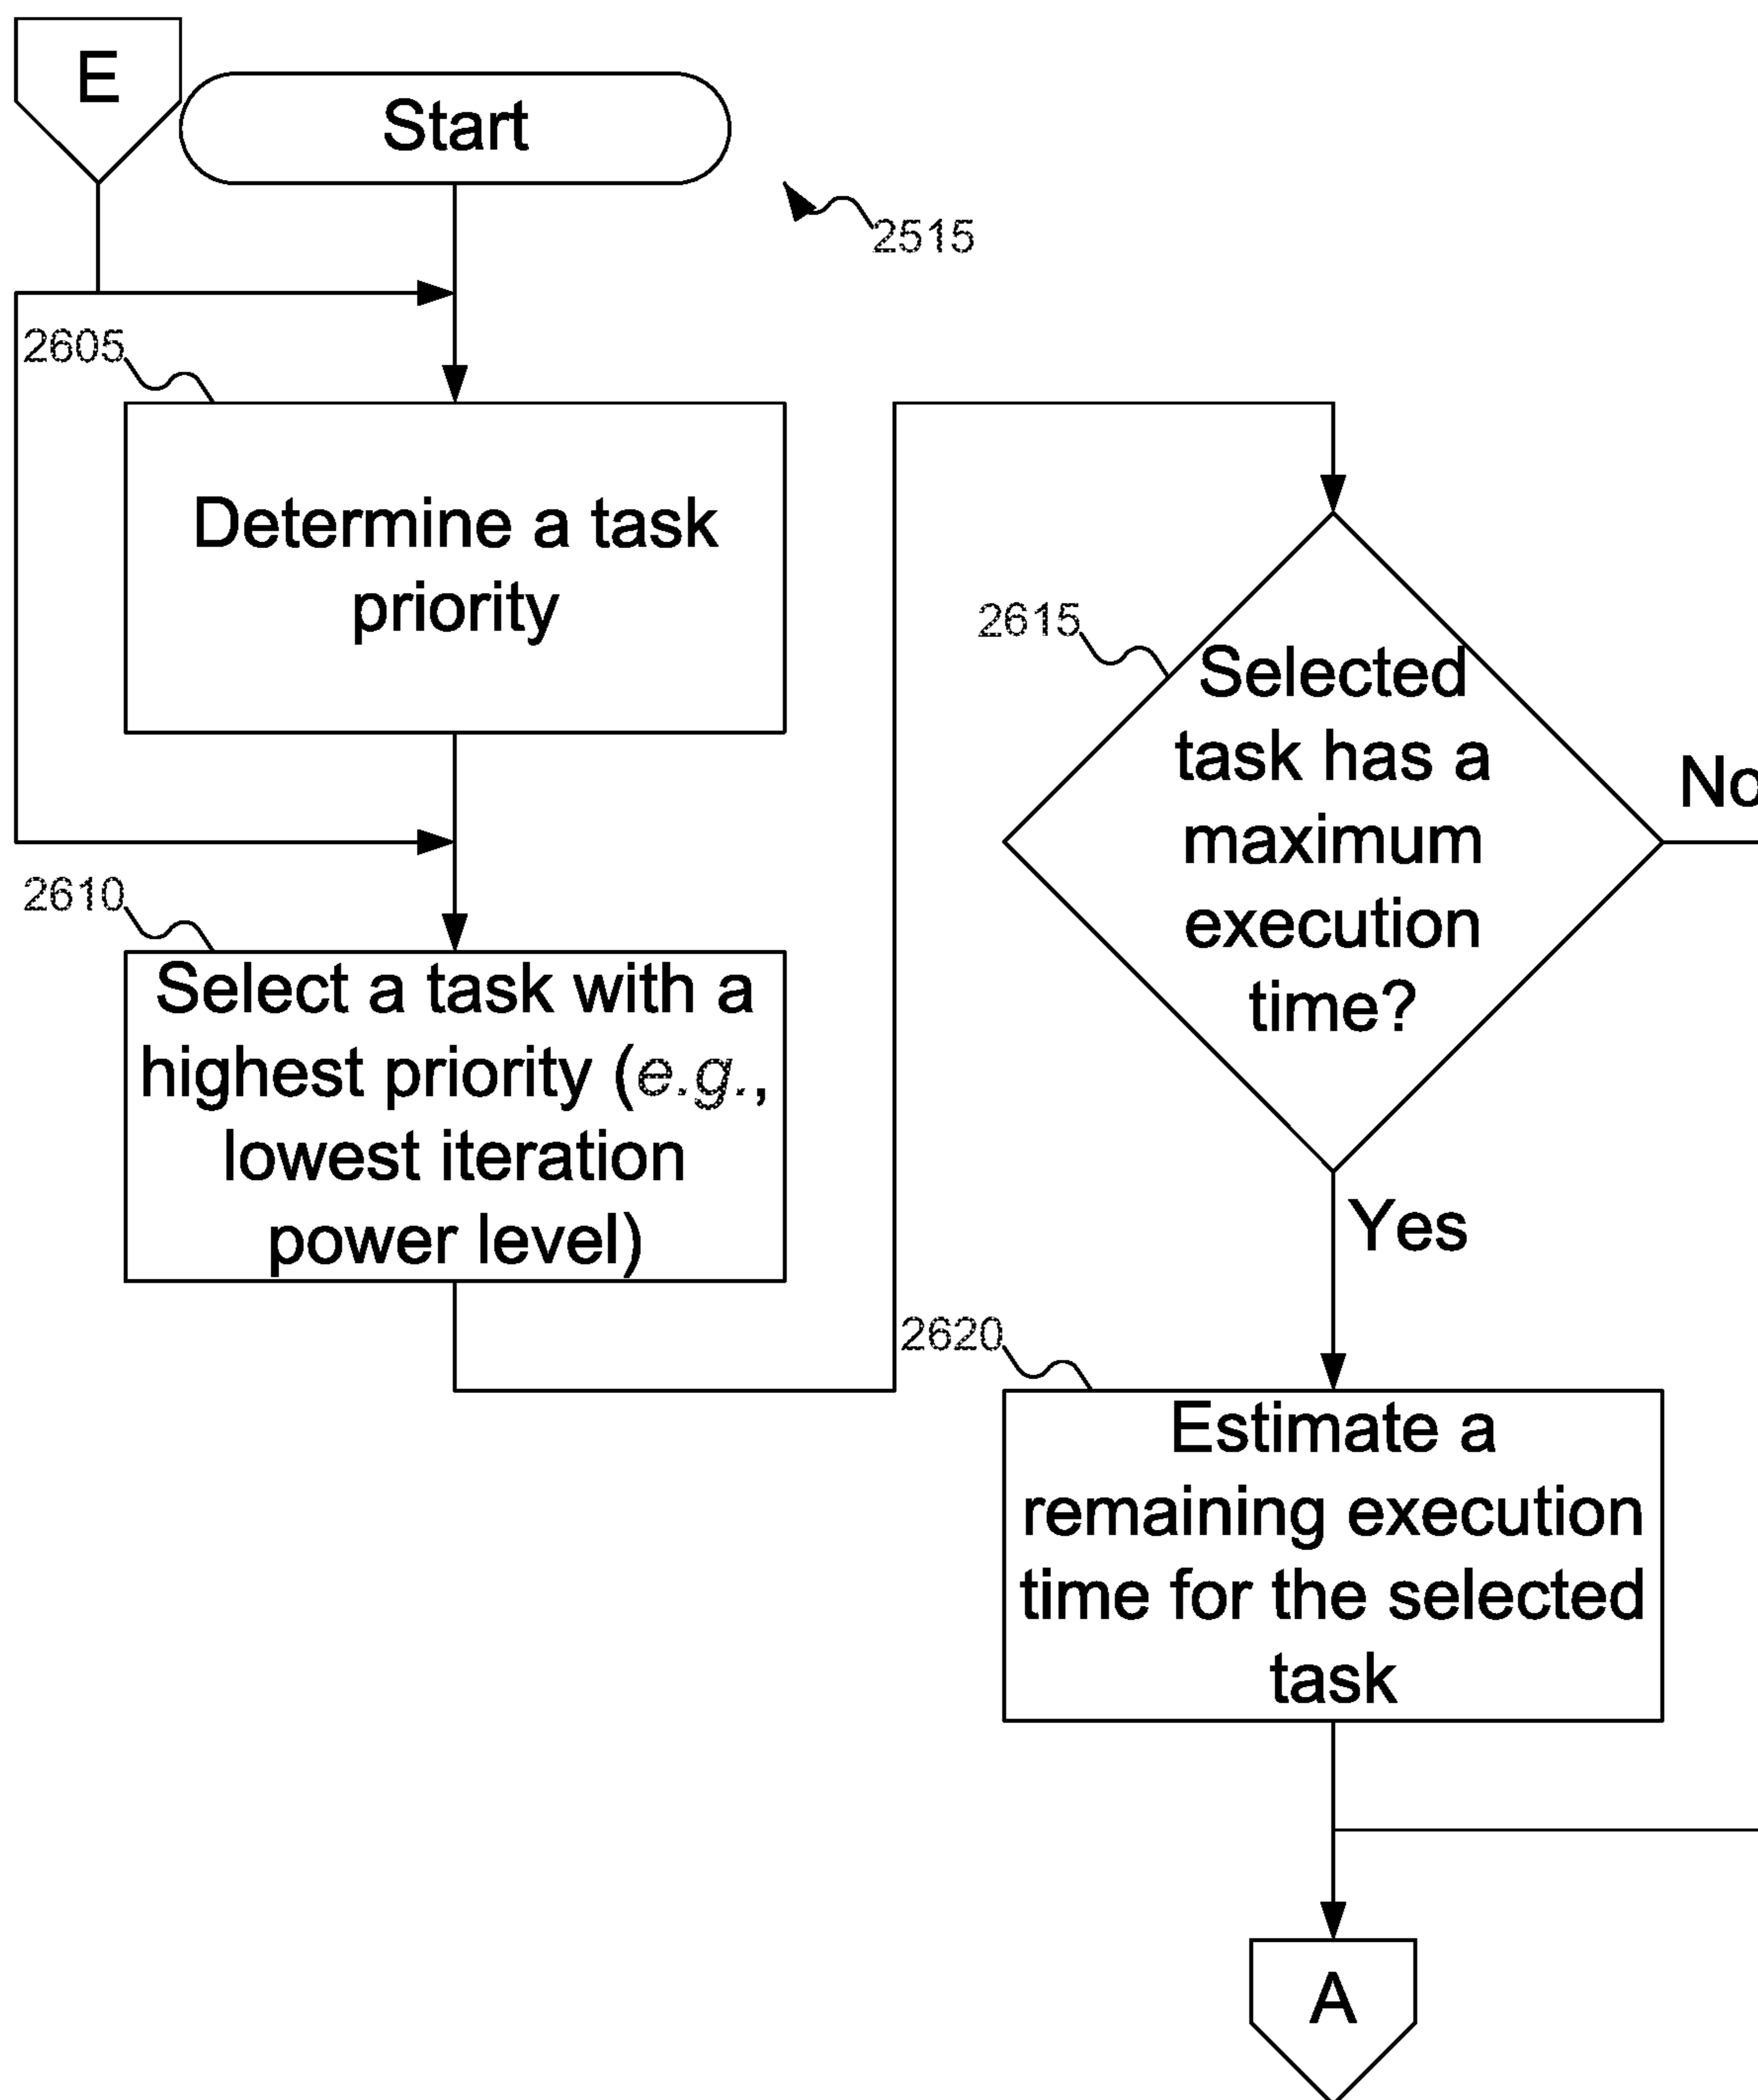 E
Start
2515
2605
Determine a task
priority
2610
Select a task with a
highest priority (e.g.,
lowest iteration
power level)
2615
Selected
task has a
maximum
execution
time?
No
Yes
2620
Estimate a
remaining execution
time for the selected
task
A